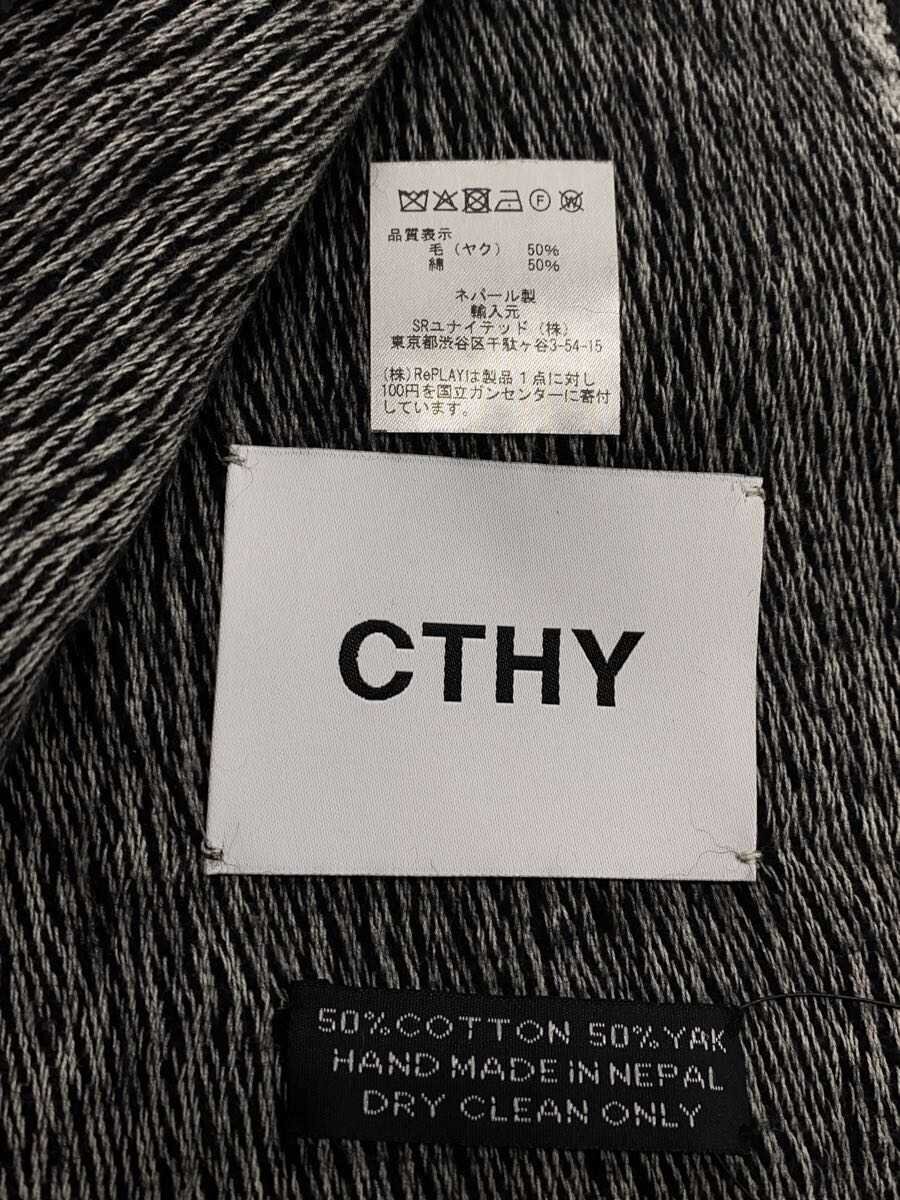 F W
品質表示
毛（ヤク） 50%
綿 50%
ネパール製
輸入元
SRユナイテッド（株）
東京都渋谷区千駄ヶ谷3-54-15
(株)RePLAYは製品１点に対し
100円を国立ガンセンターに寄付
しています。
CTHY
50%COTTON 50%YAK
HAND MADE IN NEPAL
DRY CLEAN ONLY